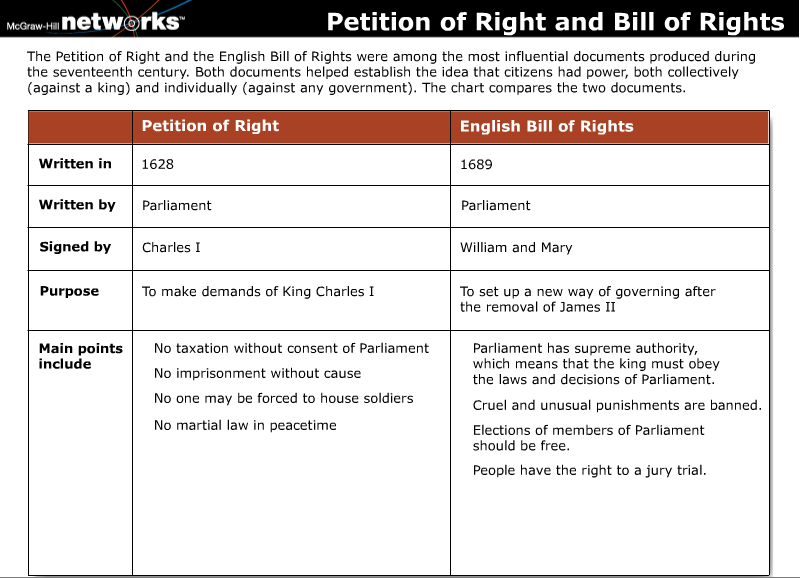 McGraw-Hill networks™
Petition of Right and Bill of Rights
The Petition of Right and the English Bill of Rights were among the most influential documents produced during
the seventeenth century. Both documents helped establish the idea that citizens had power, both collectively
(against a king) and individually (against any government). The chart compares the two documents.
Petition of Right
English Bill of Rights
Written in
1628
1689
Written by
Parliament
Parliament
Signed by
Charles I
William and Mary
Purpose
To make demands of King Charles I
To set up a new way of governing after
the removal of James II
Main points
include
No taxation without consent of Parliament
No imprisonment without cause
No one may be forced to house soldiers
No martial law in peacetime
Parliament has supreme authority,
which means that the king must obey
the laws and decisions of Parliament.
Cruel and unusual punishments are banned.
Elections of members of Parliament
should be free.
People have the right to a jury trial.